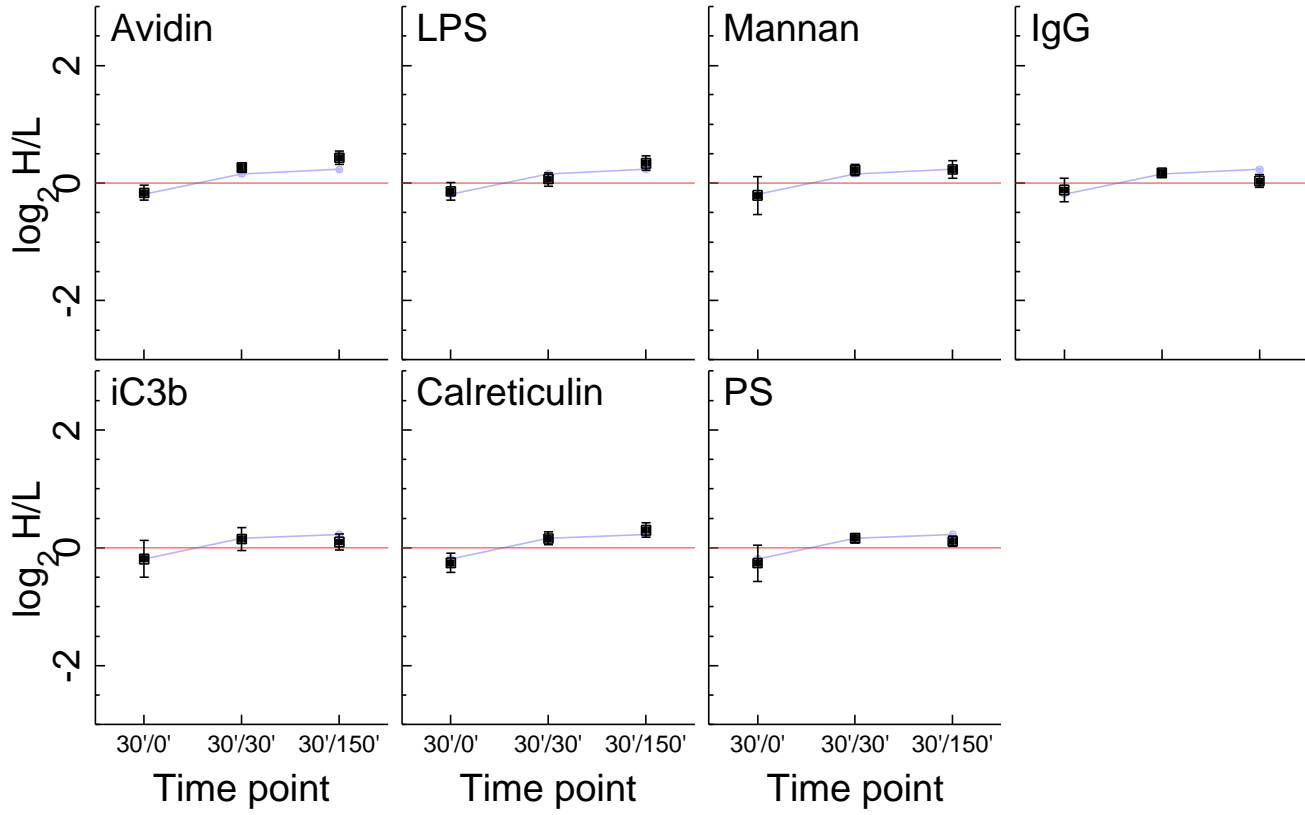 Avidin
LPS
Mannan
IgG
2
0
-2
log2 H/L
iC3b
Calreticulin
PS
2
0
-2
log2 H/L
30'/0' 30'/30' 30'/150'
30'/0' 30'/30' 30'/150'
30'/0' 30'/30' 30'/150'
Time point
Time point
Time point